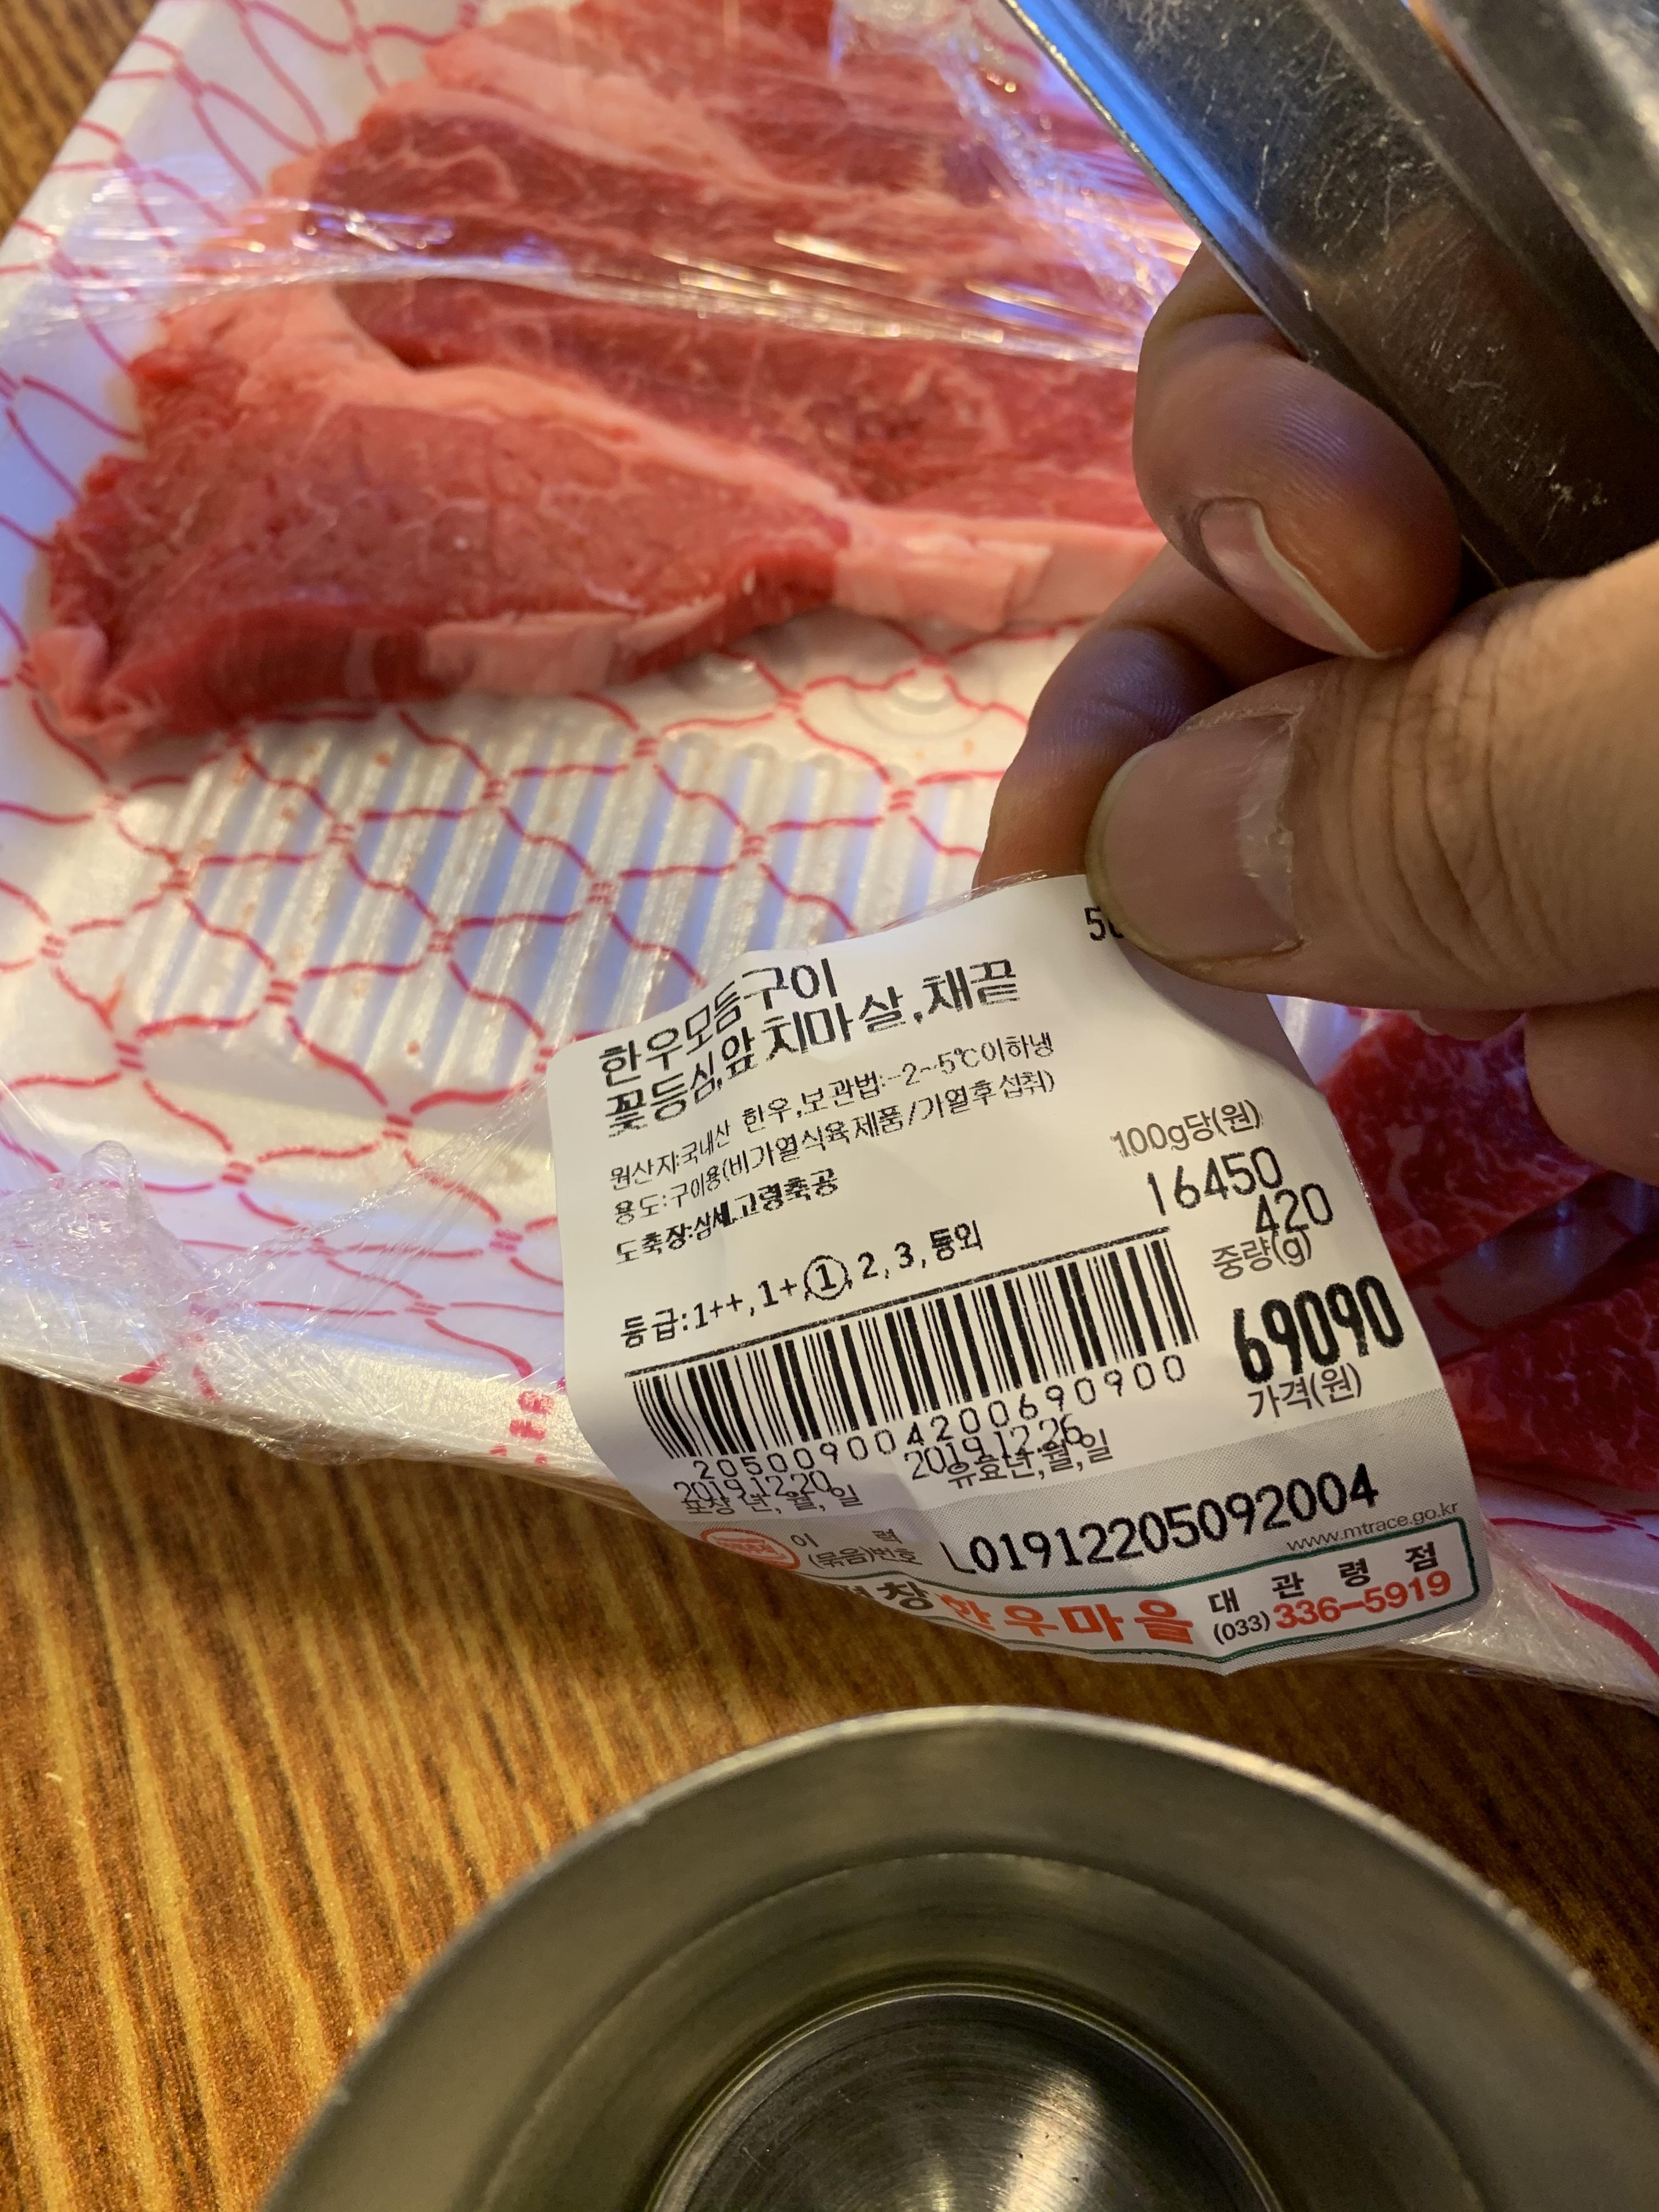 한우모듬구이
꽃등심,앞치마살,채끝
원산지:국내산 한우,보관법:-2~5℃이하냉
용도:구이용(비가열식육제품/가열후섭취)
도축장:삼세,고령축공
100g당(원)
16450
420
중량(g)
등급:1++,1+,1,2,3,등외
69090
가격(원)
205009004200690900
2019.12.20 2019.12.26
포장 년, 월, 일 유효년,월,일
이 력 (묶음)번호 L01912205092004
www.mtrace.go.kr
평창한우마을 대관령점
(033)336-5919